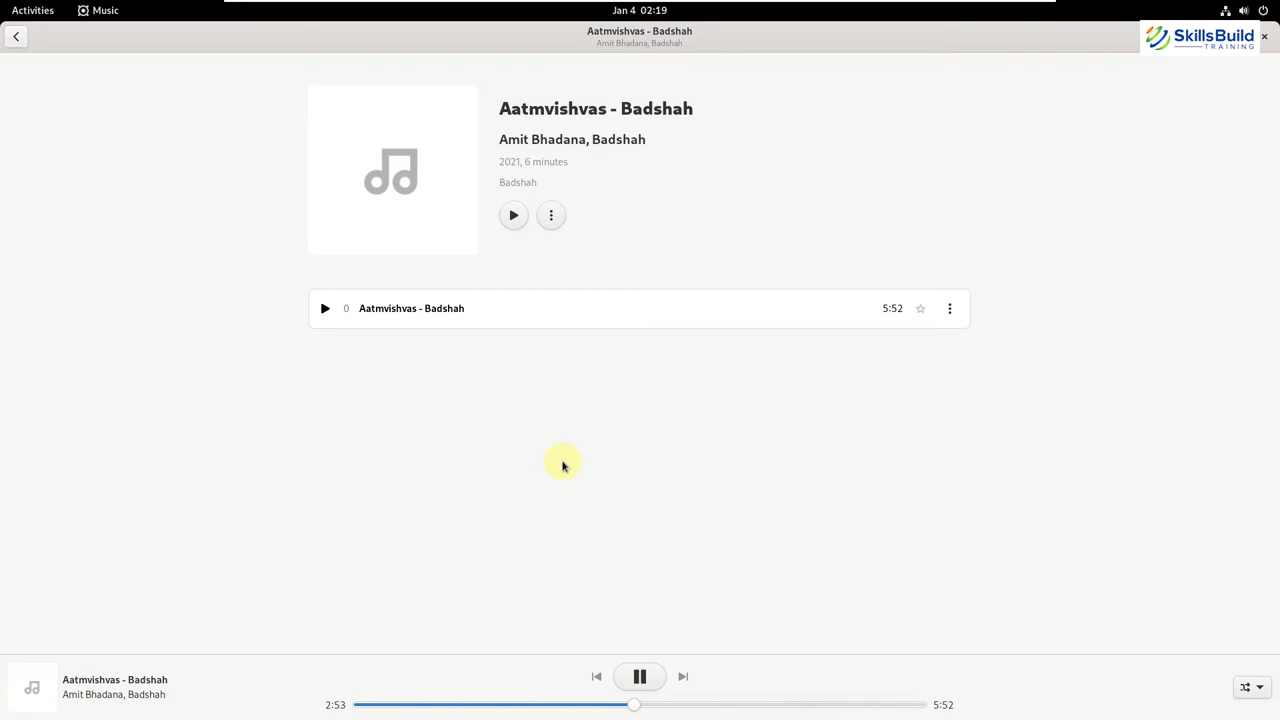 Activities
Music
Jan 4 02:19
Aatmvishvas - Badshah
Amit Bhadana, Badshah
SkillsBuild
TRAINING
Aatmvishvas - Badshah
Amit Bhadana, Badshah
2021, 6 minutes
Badshah
0 Aatmvishvas - Badshah 5:52
Aatmvishvas - Badshah
Amit Bhadana, Badshah
2:53 5:52